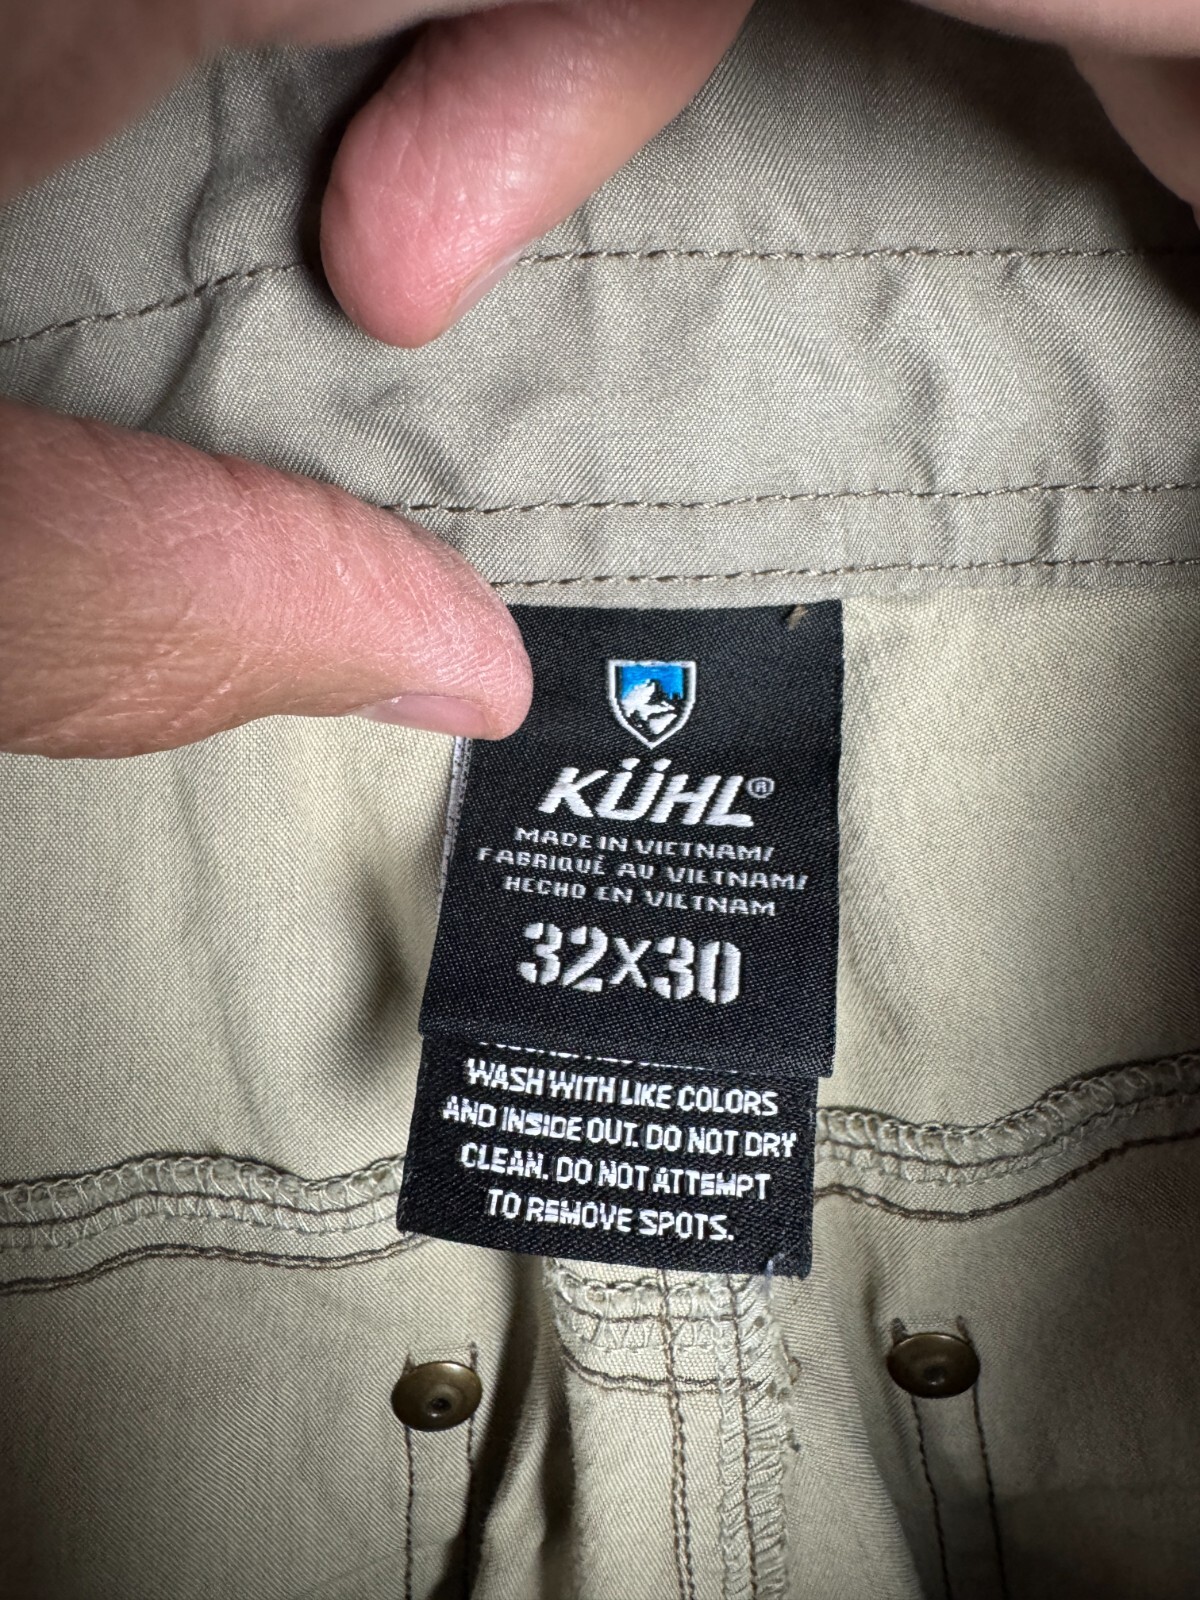 KÜHL®
MADE IN VIETNAM/
FABRIQUÉ AU VIETNAM/
HECHO EN VIETNAM
32X30
WASH WITH LIKE COLORS
AND INSIDE OUT. DO NOT DRY
CLEAN. DO NOT ATTEMPT
TO REMOVE SPOTS.